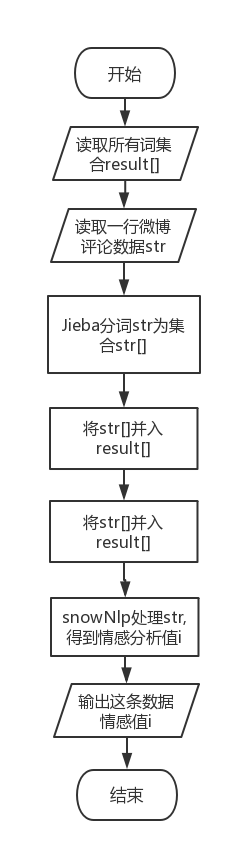 开始
读取所有词集
合result[]
读取一行微博
评论数据str
Jieba分词str为集
合str[]
将str[]并入
result[]
将str[]并入
result[]
snowNlp处理str,
得到情感分析值i
输出这条数据
情感值i
结束